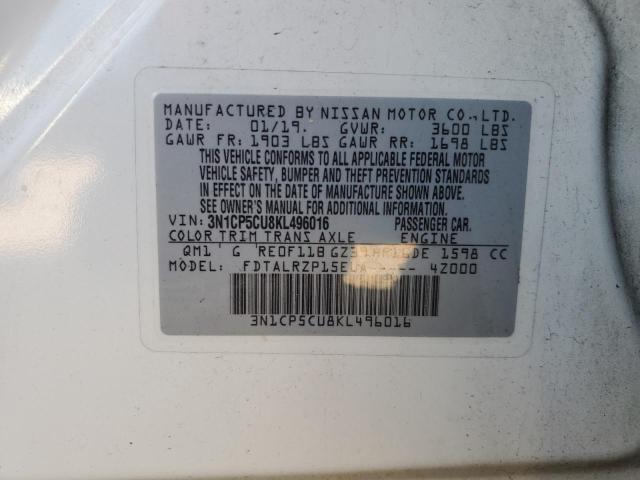 MANUFACTURED BY NISSAN MOTOR CO., LTD.
DATE: 01/19. GVWR: 3600 LBS
GAWR FR: 1903 LBS GAWR RR: 1698 LBS
THIS VEHICLE CONFORMS TO ALL APPLICABLE FEDERAL MOTOR
VEHICLE SAFETY, BUMPER AND THEFT PREVENTION STANDARDS
IN EFFECT ON THE DATE OF MANUFACTURE SHOWN ABOVE.
SEE OWNER'S MANUAL FOR ADDITIONAL INFORMATION.
VIN: 3N1CP5CU8KL496016 PASSENGER CAR.
COLOR TRIM TRANS AXLE ENGINE
QM1 G RE0F11B 1598 CC
MODEL: 4Z000
3N1CP5CU8KL496016